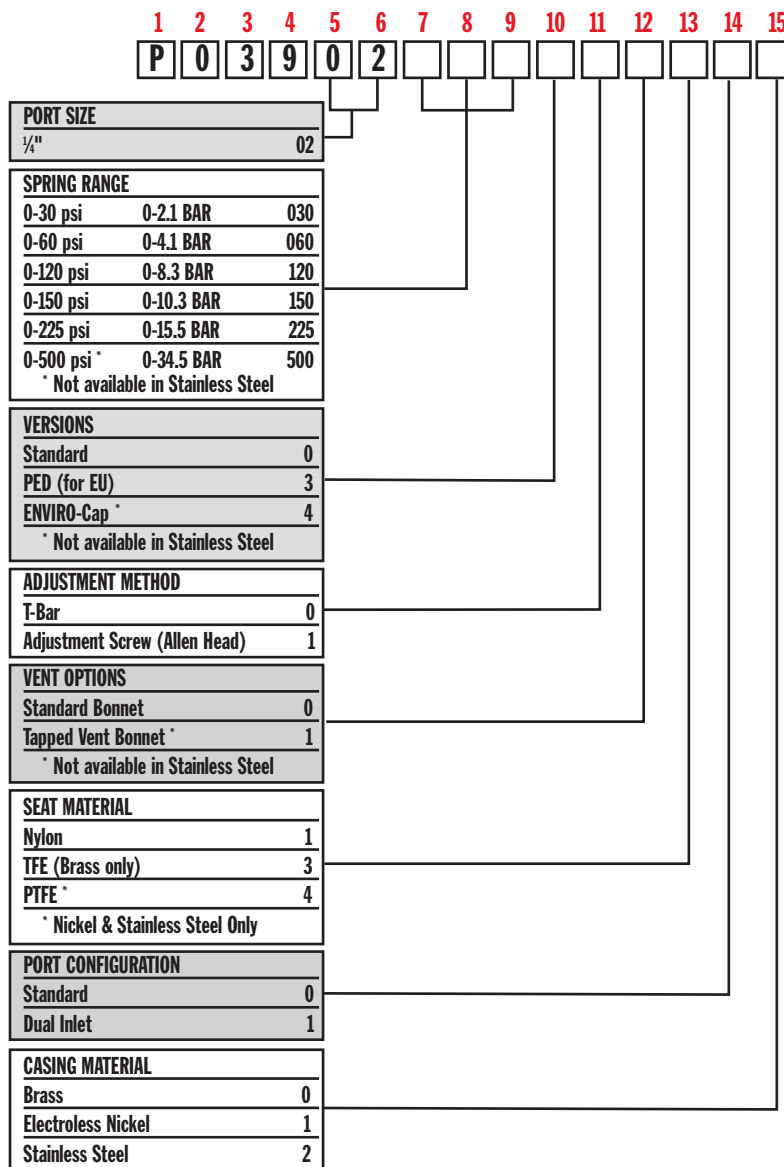 1 2 3 4 5 6 7 8 9 10 11 12 13 14 15
P 0 3 9 0 2
PORT SIZE
¼" 02
SPRING RANGE
0-30 psi 0-2.1 BAR 030
0-60 psi 0-4.1 BAR 060
0-120 psi 0-8.3 BAR 120
0-150 psi 0-10.3 BAR 150
0-225 psi 0-15.5 BAR 225
0-500 psi * 0-34.5 BAR 500
* Not available in Stainless Steel
VERSIONS
Standard 0
PED (for EU) 3
ENVIRO-Cap * 4
* Not available in Stainless Steel
ADJUSTMENT METHOD
T-Bar 0
Adjustment Screw (Allen Head) 1
VENT OPTIONS
Standard Bonnet 0
Tapped Vent Bonnet * 1
* Not available in Stainless Steel
SEAT MATERIAL
Nylon 1
TFE (Brass only) 3
PTFE * 4
* Nickel & Stainless Steel Only
PORT CONFIGURATION
Standard 0
Dual Inlet 1
CASING MATERIAL
Brass 0
Electroless Nickel 1
Stainless Steel 2